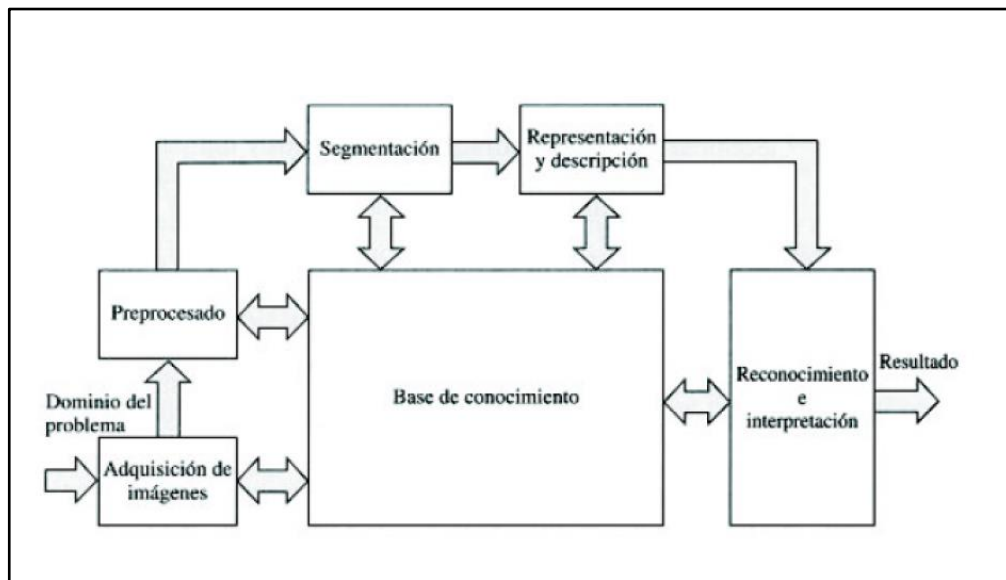 Segmentación
Representación
y descripción
Preprocesado
Base de conocimiento
Reconocimiento
e
interpretación
Resultado
Dominio del
problema
Adquisición de
imágenes